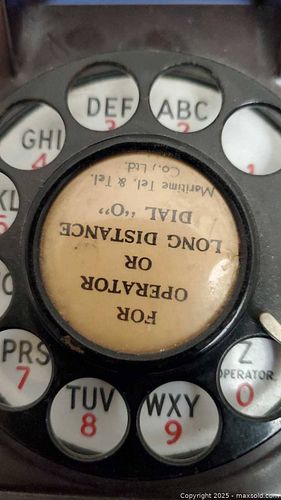 FOR
OPERATOR
OR
LONG DISTANCE
DIAL "O"
Maritime Tel. & Tel.
Co., Ltd.
1
ABC
2
DEF
3
GHI
4
5
PRS
7
TUV
8
WXY
9
Z
OPERATOR
0
Copyright © 2025 - maxsold.com